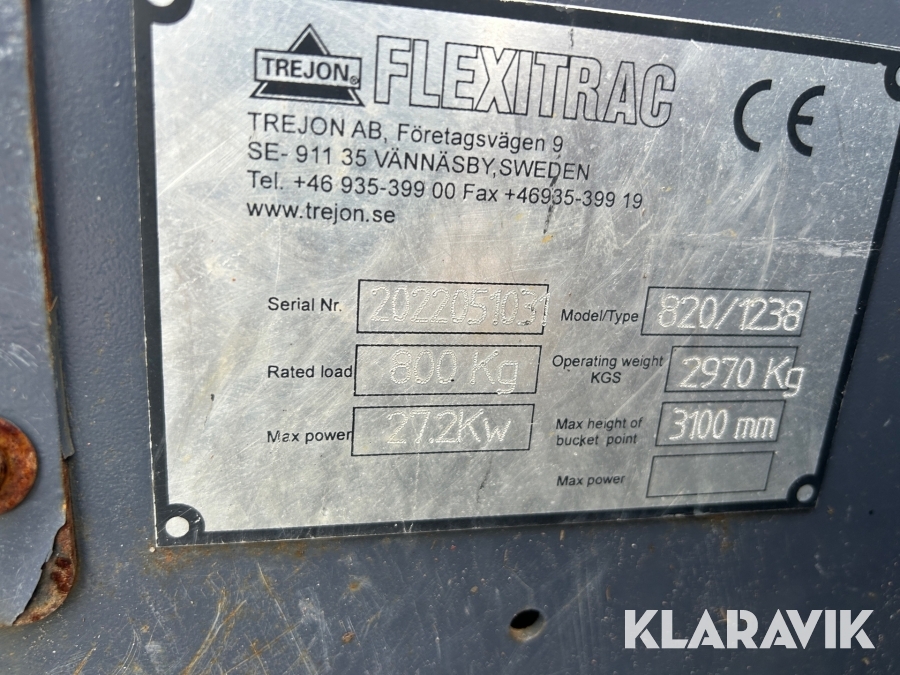 TREJON®
FLEXITRAC
CE
TREJON AB, Företagsvägen 9
SE- 911 35 VÄNNÄSBY,SWEDEN
Tel. +46 935-399 00 Fax +46935-399 19
www.trejon.se
Serial Nr. 2022051031 Model/Type 820/1238
Rated load 800 Kg Operating weight KGS 2970 Kg
Max power 27.2Kw Max height of bucket point 3100 mm
Max power
KLARAVIK